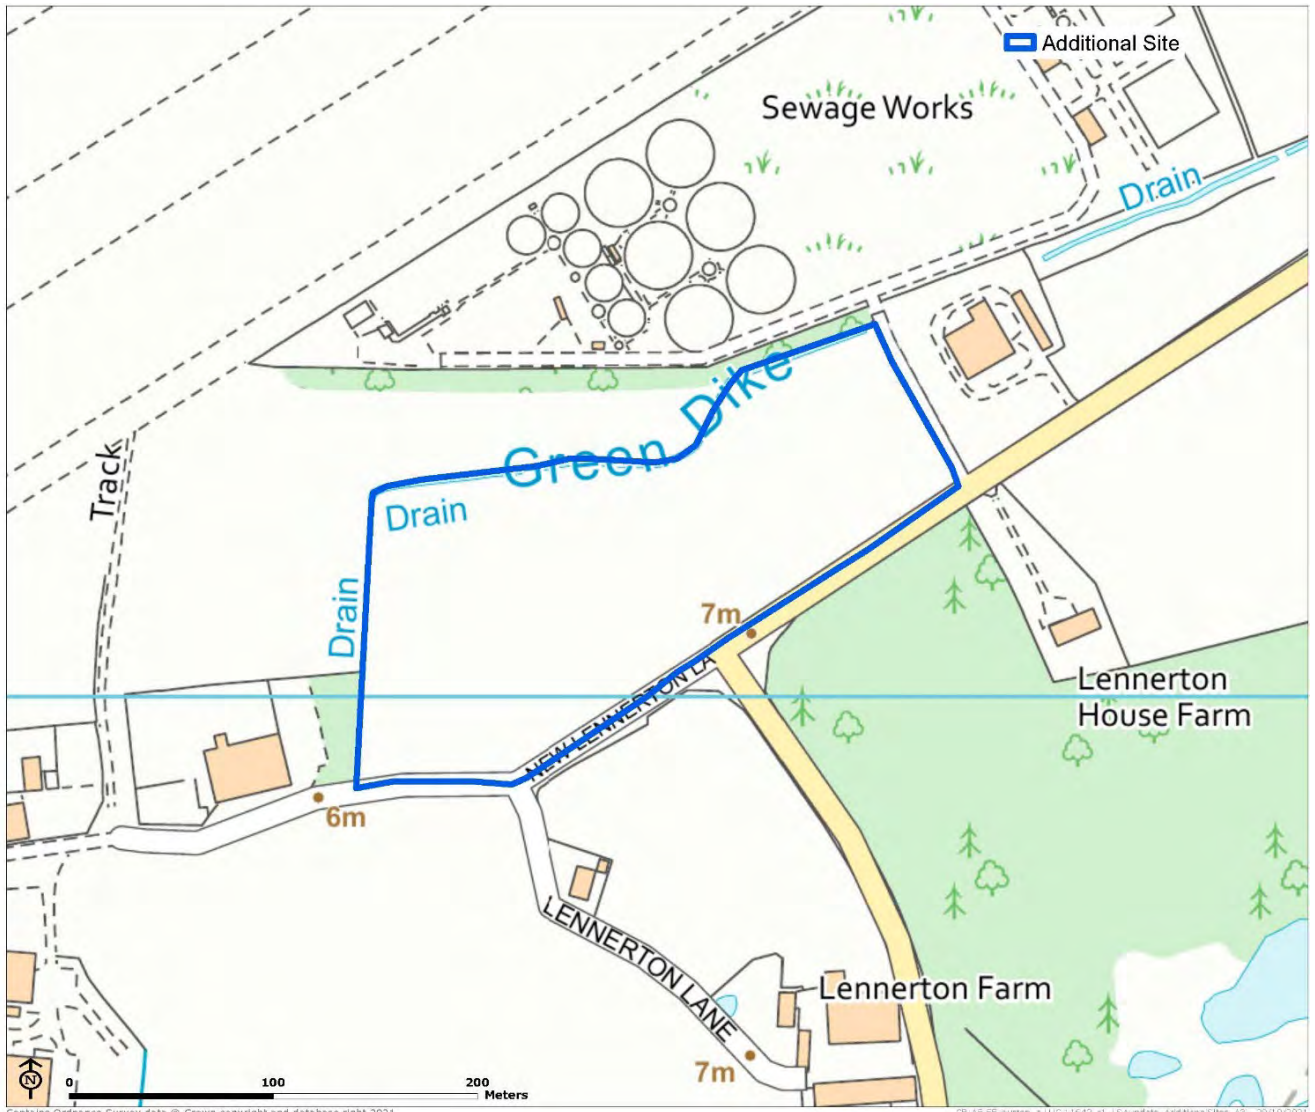 Additional Site
Sewage Works
Drain
Green Dike
Track
Drain
Drain
7m
NEW LENNERTON LA
Lennerton
House Farm
6m
LENNERTON LANE
Lennerton Farm
7m
N
0 100 200
Meters